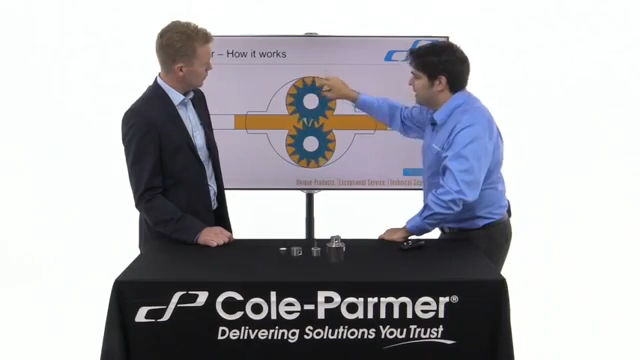 r – How it works
Unique Products. Exceptional Service. Technical Sup
Cole-Parmer®
Delivering Solutions You Trust